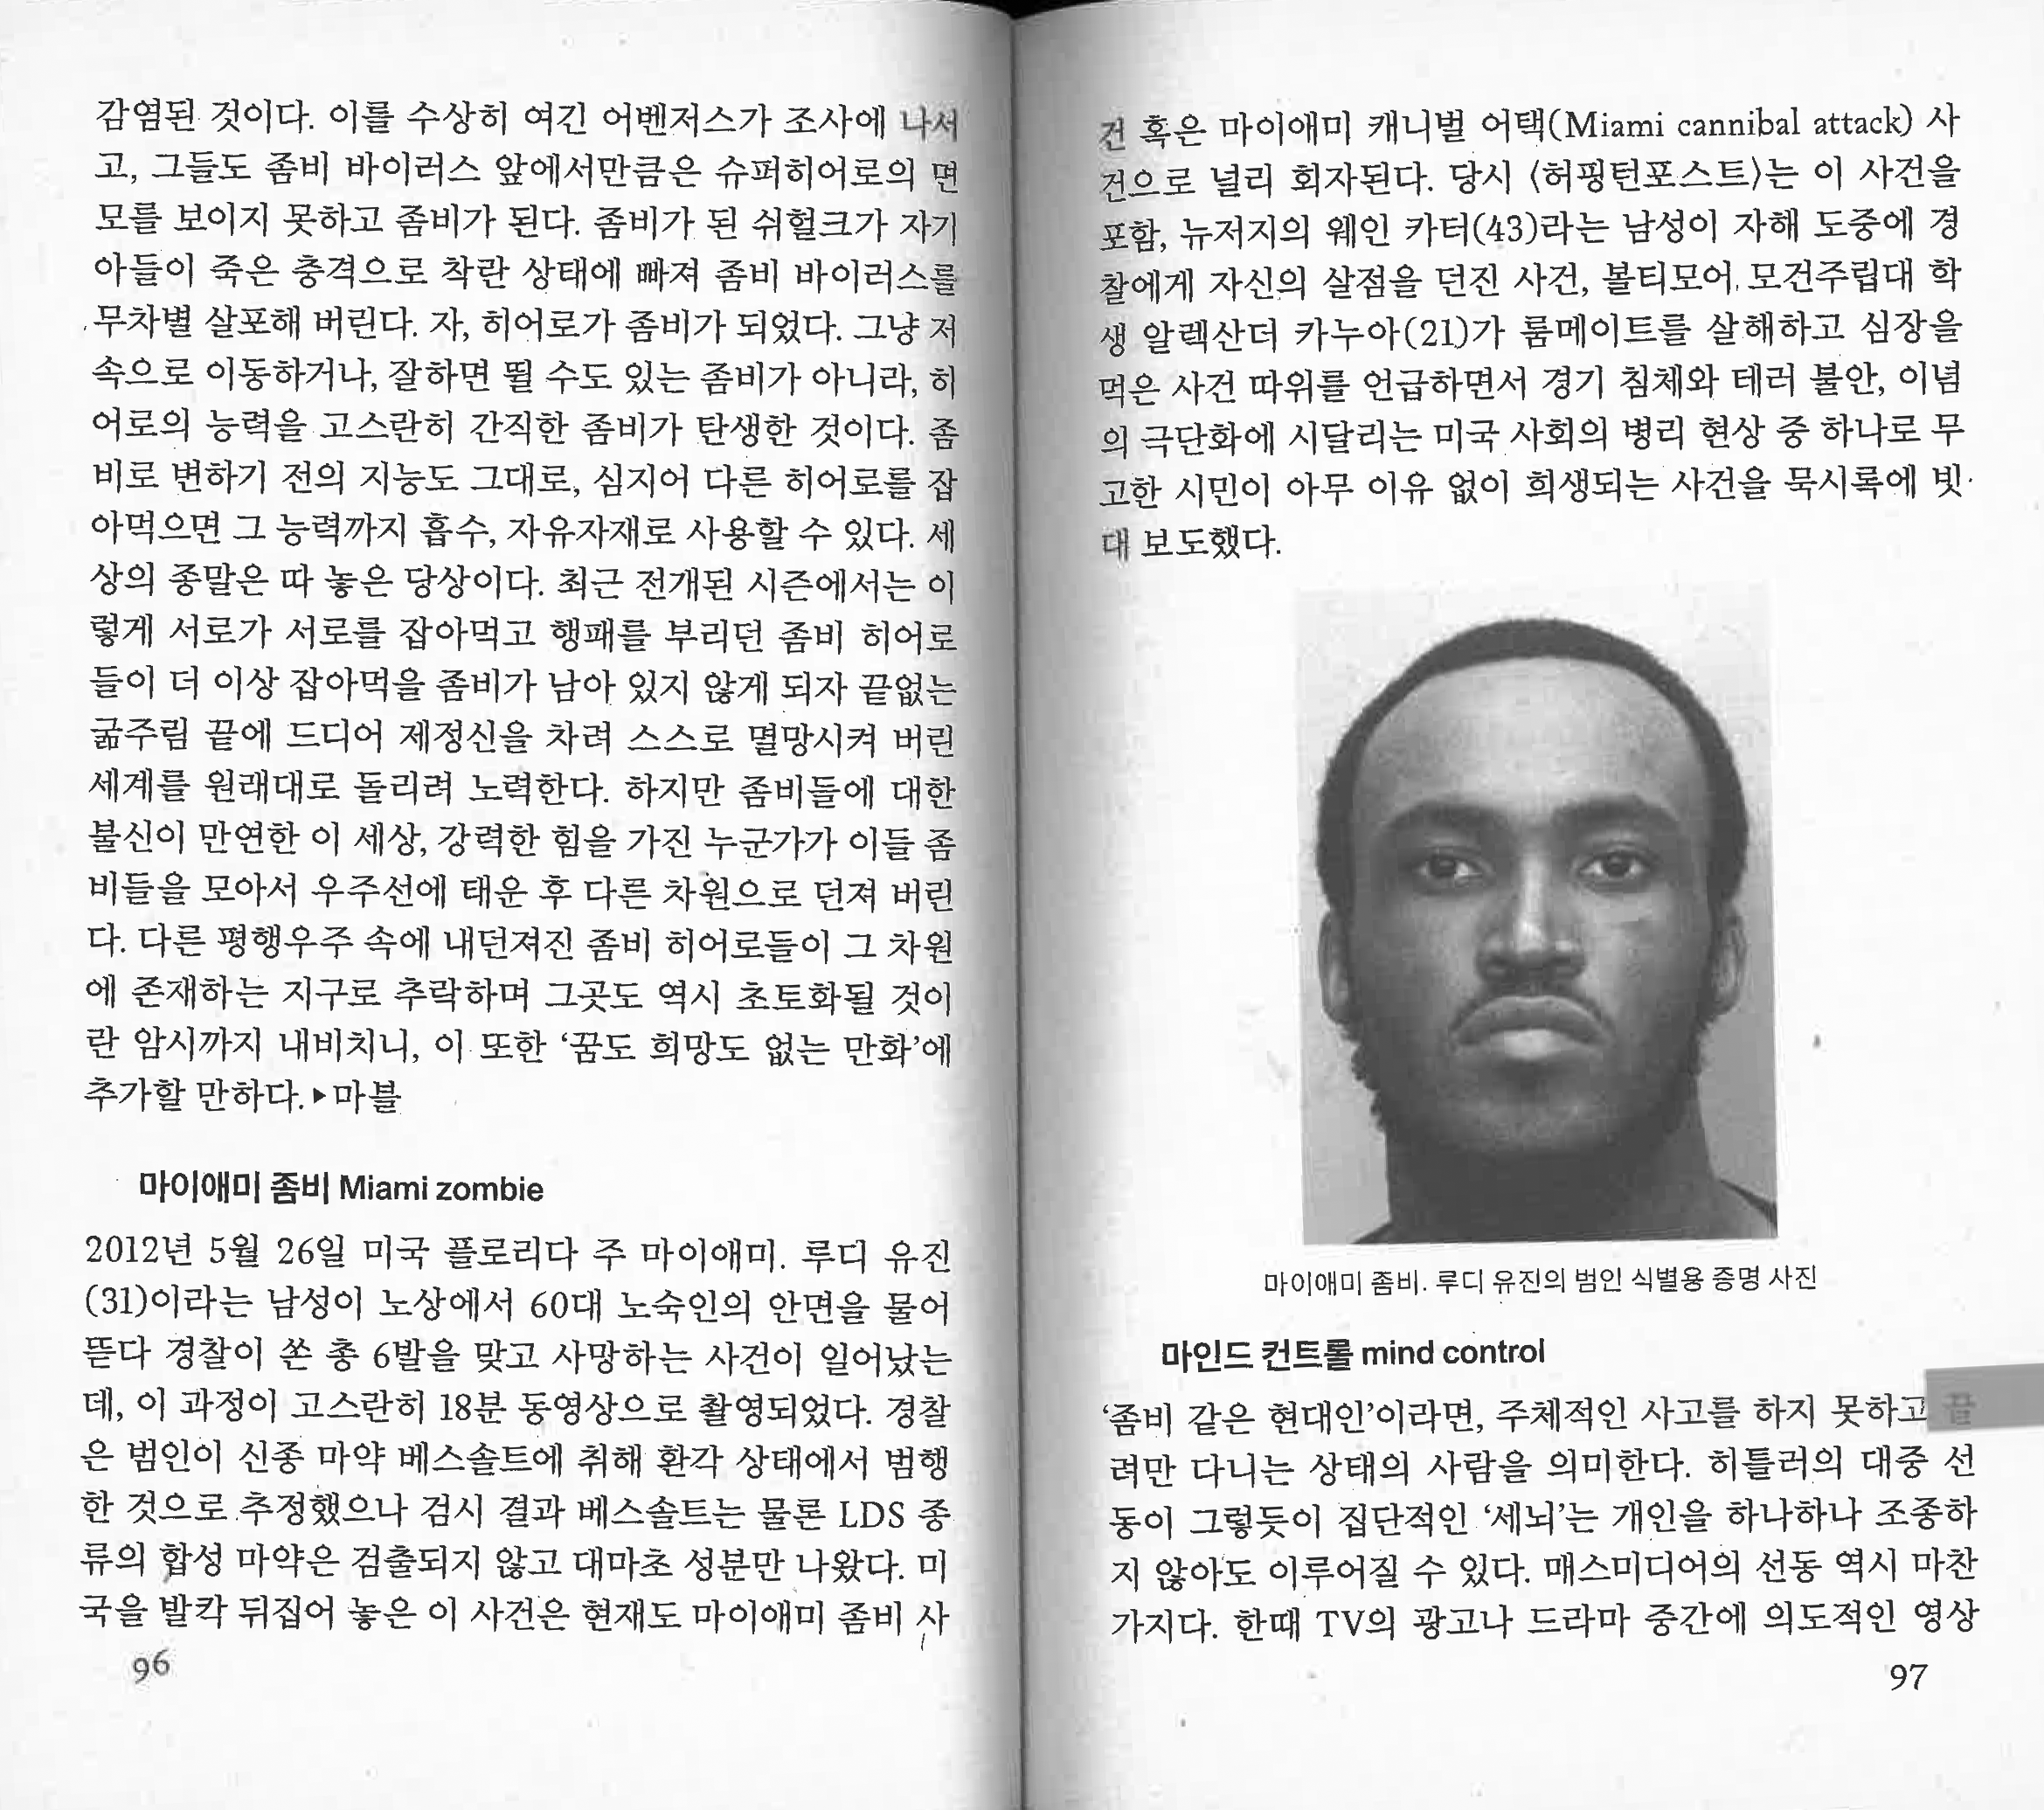 감염된 것이다. 이를 수상히 여긴 어벤저스가 조사에 나서
고, 그들도 좀비 바이러스 앞에서만큼은 슈퍼히어로의 면
모를 보이지 못하고 좀비가 된다. 좀비가 된 쉬헐크가 자기
아들이 죽은 충격으로 착란 상태에 빠져 좀비 바이러스를
무차별 살포해 버린다. 자, 히어로가 좀비가 되었다. 그냥 저
속으로 이동하거나, 잘하면 뛸 수도 있는 좀비가 아니라, 히
어로의 능력을 고스란히 간직한 좀비가 탄생한 것이다. 좀
비로 변하기 전의 지능도 그대로, 심지어 다른 히어로를 잡
아먹으면 그 능력까지 흡수, 자유자재로 사용할 수 있다. 세
상의 종말은 따 놓은 당상이다. 최근 전개된 시즌에서는 이
렇게 서로가 서로를 잡아먹고 행패를 부리던 좀비 히어로
들이 더 이상 잡아먹을 좀비가 남아 있지 않게 되자 끝없는
굶주림 끝에 드디어 제정신을 차려 스스로 멸망시켜 버린
세계를 원래대로 돌리려 노력한다. 하지만 좀비들에 대한
불신이 만연한 이 세상, 강력한 힘을 가진 누군가가 이들 좀
비들을 모아서 우주선에 태운 후 다른 차원으로 던져 버린
다. 다른 평행우주 속에 내던져진 좀비 히어로들이 그 차원
에 존재하는 지구로 추락하며 그곳도 역시 초토화될 것이
란 암시까지 내비치니, 이 또한 ‘꿈도 희망도 없는 만화’에
추가할 만하다.▶마블
마이애미 좀비 Miami zombie
2012년 5월 26일 미국 플로리다 주 마이애미. 루디 유진
(31)이라는 남성이 노상에서 60대 노숙인의 안면을 물어
뜯다 경찰이 쏜 총 6발을 맞고 사망하는 사건이 일어났는
데, 이 과정이 고스란히 18분 동영상으로 촬영되었다. 경찰
은 범인이 신종 마약 베스솔트에 취해 환각 상태에서 범행
한 것으로 추정했으나 검시 결과 베스솔트는 물론 LDS 종
류의 합성 마약은 검출되지 않고 대마초 성분만 나왔다. 미
국을 발칵 뒤집어 놓은 이 사건은 현재도 마이애미 좀비 사
96
건 혹은 마이애미 캐니벌 어택(Miami cannibal attack) 사
건으로 널리 회자된다. 당시 〈허핑턴포스트〉는 이 사건을
포함, 뉴저지의 웨인 카터(43)라는 남성이 자해 도중에 경
찰에게 자신의 살점을 던진 사건, 볼티모어 모건주립대 학
생 알렉산더 카누아(21)가 룸메이트를 살해하고 심장을
먹은 사건 따위를 언급하면서 경기 침체와 테러 불안, 이념
의 극단화에 시달리는 미국 사회의 병리 현상 중 하나로 무
고한 시민이 아무 이유 없이 희생되는 사건을 묵시록에 빗
대 보도했다.
마이애미 좀비. 루디 유진의 범인 식별용 증명 사진
마인드 컨트롤 mind control
‘좀비 같은 현대인’이라면, 주체적인 사고를 하지 못하고 끌
려만 다니는 상태의 사람을 의미한다. 히틀러의 대중 선
동이 그렇듯이 집단적인 ‘세뇌’는 개인을 하나하나 조종하
지 않아도 이루어질 수 있다. 매스미디어의 선동 역시 마찬
가지다. 한때 TV의 광고나 드라마 중간에 의도적인 영상
97